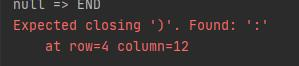 null => END
Expected closing ')'. Found: ':'
at row=4 column=12